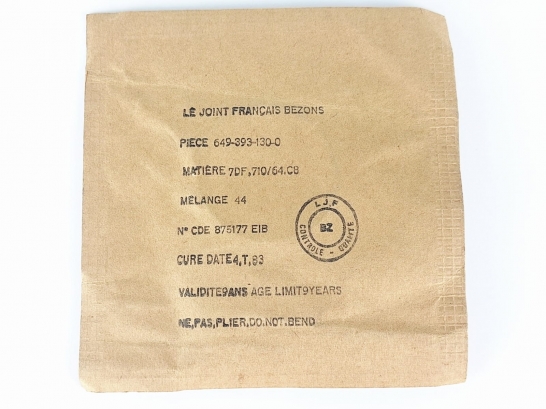 LE JOINT FRANÇAIS BEZONS
PIECE 649-393-130-0
MATIÈRE 7DF,710/64.C8
MÉLANGE 44
N° CDE 875177 EIB
L.J.F
BZ
CONTROLE - QUALITE
CURE DATE4,T,83
VALIDITE9ANS AGE LIMIT9YEARS
NE,PAS,PLIER,DO.NOT.BEND